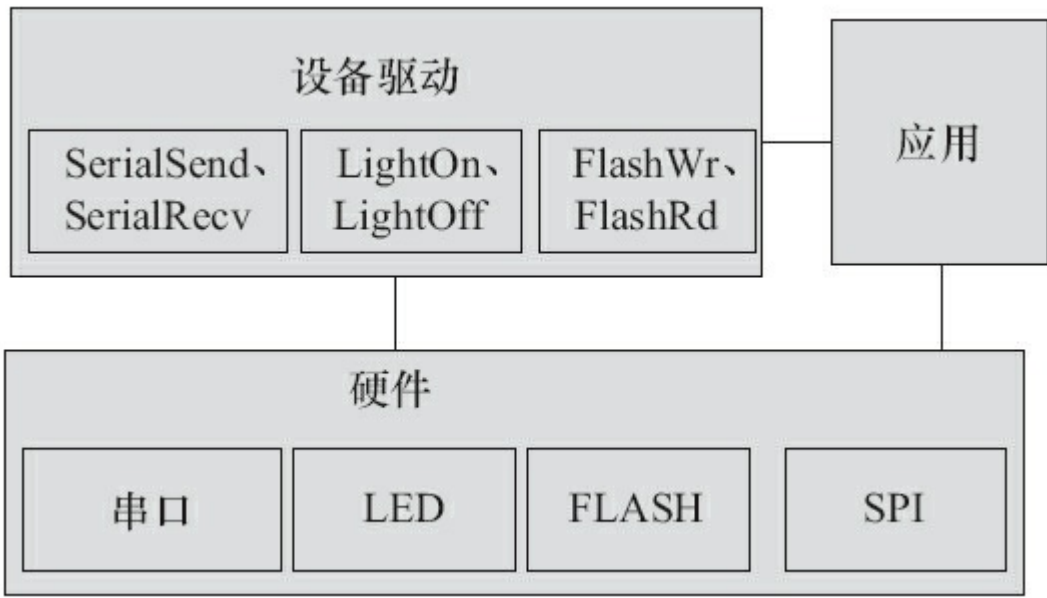 设备驱动
SerialSend、
SerialRecv
LightOn、
LightOff
FlashWr、
FlashRd
应用
硬件
串口
LED
FLASH
SPI